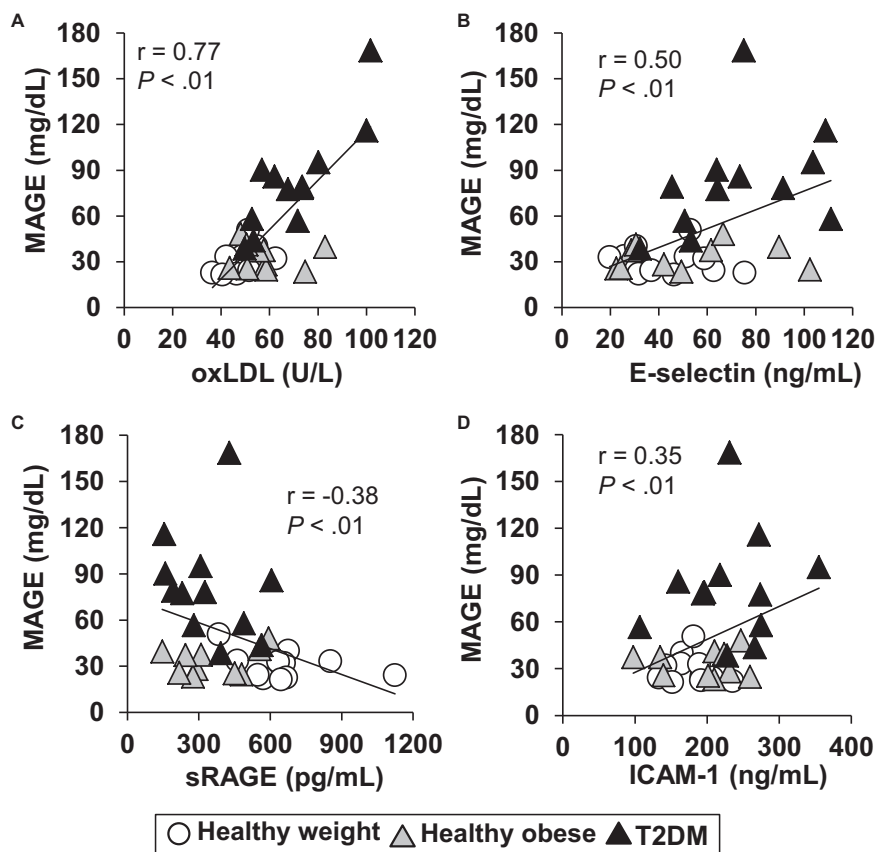 A
r = 0.77
P < .01
MAGE (mg/dL)
180
150
120
90
60
30
0
0 20 40 60 80 100 120
oxLDL (U/L)
B
r = 0.50
P < .01
MAGE (mg/dL)
180
150
120
90
60
30
0
0 20 40 60 80 100 120
E-selectin (ng/mL)
C
r = -0.38
P < .01
MAGE (mg/dL)
180
150
120
90
60
30
0
0 300 600 900 1200
sRAGE (pg/mL)
D
r = 0.35
P < .01
MAGE (mg/dL)
180
150
120
90
60
30
0
0 100 200 300 400
ICAM-1 (ng/mL)
Healthy weight Healthy obese T2DM